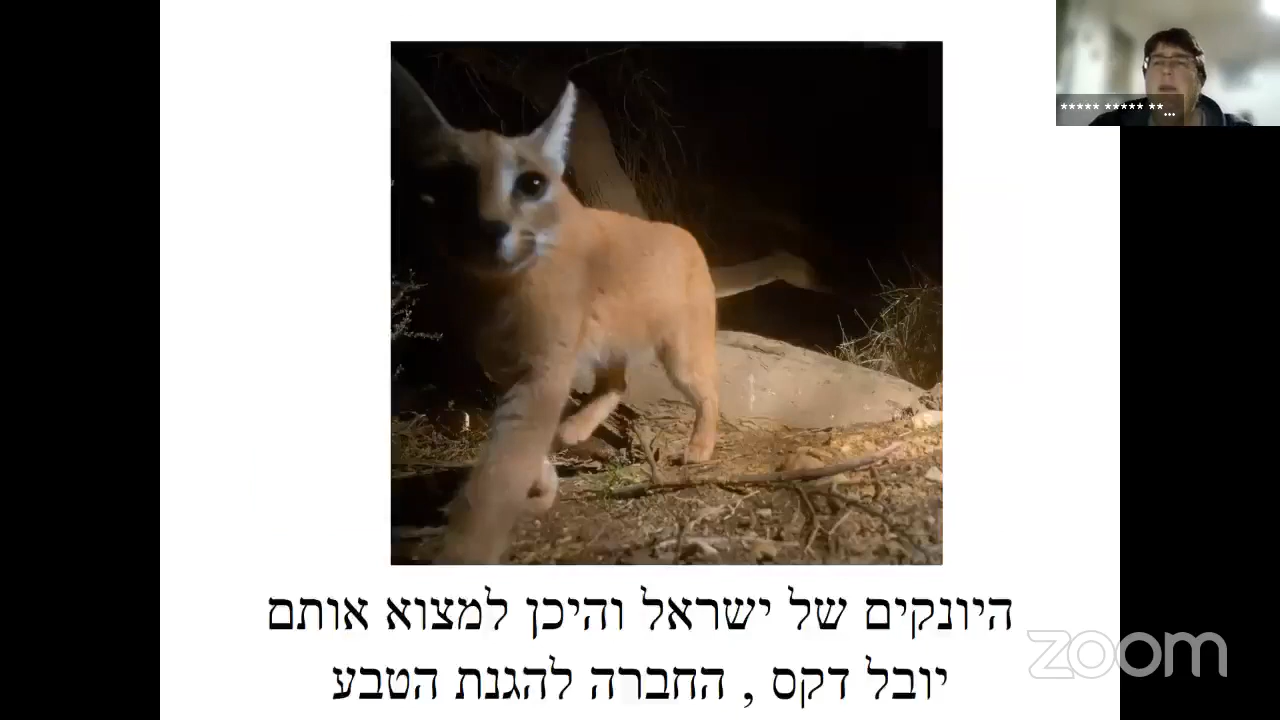 ***** ***** **...
היונקים של ישראל והיכן למצוא אותם
יובל דקס , החברה להגנת הטבע
zoom